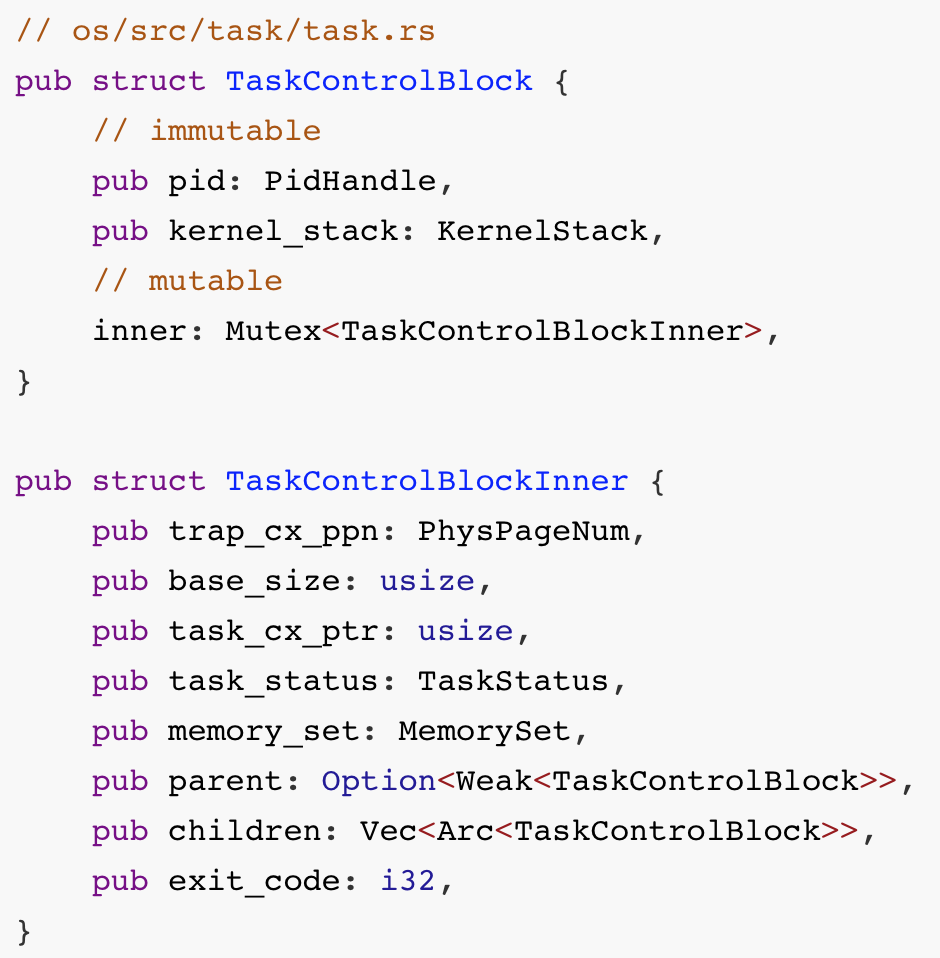 // os/src/task/task.rs
pub struct TaskControlBlock {
    // immutable
    pub pid: PidHandle,
    pub kernel_stack: KernelStack,
    // mutable
    inner: Mutex<TaskControlBlockInner>,
}

pub struct TaskControlBlockInner {
    pub trap_cx_ppn: PhysPageNum,
    pub base_size: usize,
    pub task_cx_ptr: usize,
    pub task_status: TaskStatus,
    pub memory_set: MemorySet,
    pub parent: Option<Weak<TaskControlBlock>>,
    pub children: Vec<Arc<TaskControlBlock>>,
    pub exit_code: i32,
}